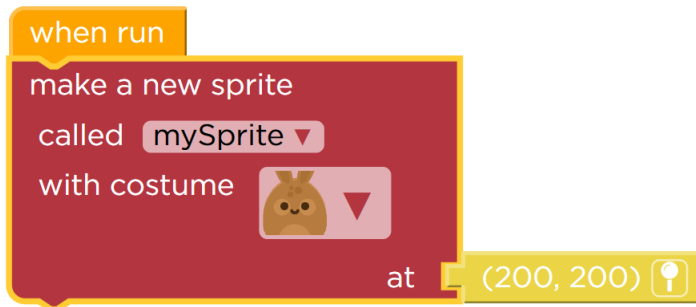 when run
make a new sprite
called mySprite
with costume
at (200, 200)